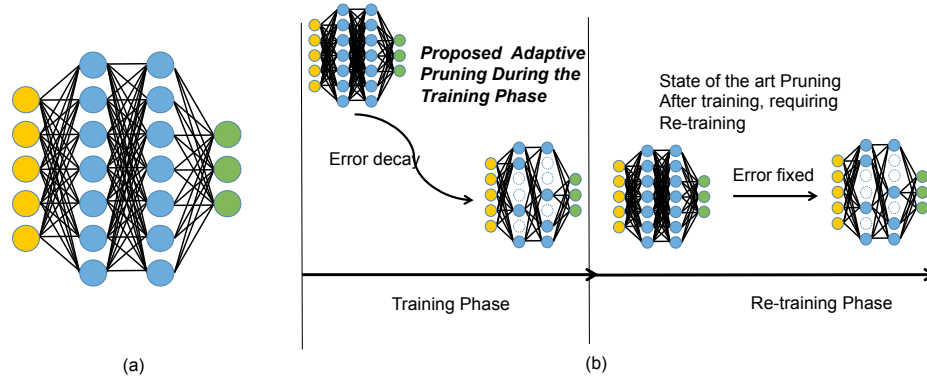 Proposed Adaptive
Pruning During the
Training Phase
Error decay
State of the art Pruning
After training, requiring
Re-training
Error fixed
Training Phase
Re-training Phase
(a)
(b)